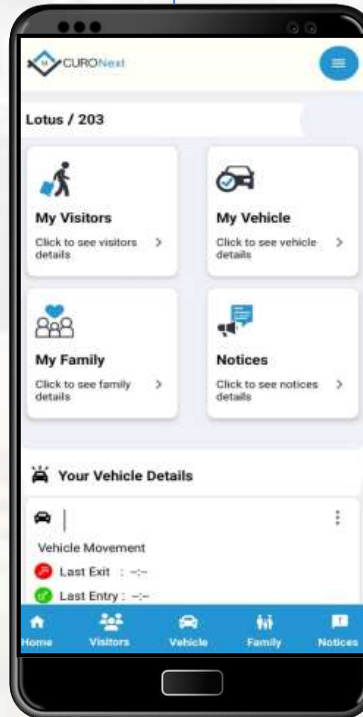 CURONext
Lotus / 203
My Visitors
Click to see visitors
details
>
My Vehicle
Click to see vehicle
details
>
My Family
Click to see family
details
>
Notices
Click to see notices
details
>
Your Vehicle Details
Vehicle Movement
Last Exit : --:--
Last Entry : --:--
Home Visitors Vehicle Family Notices